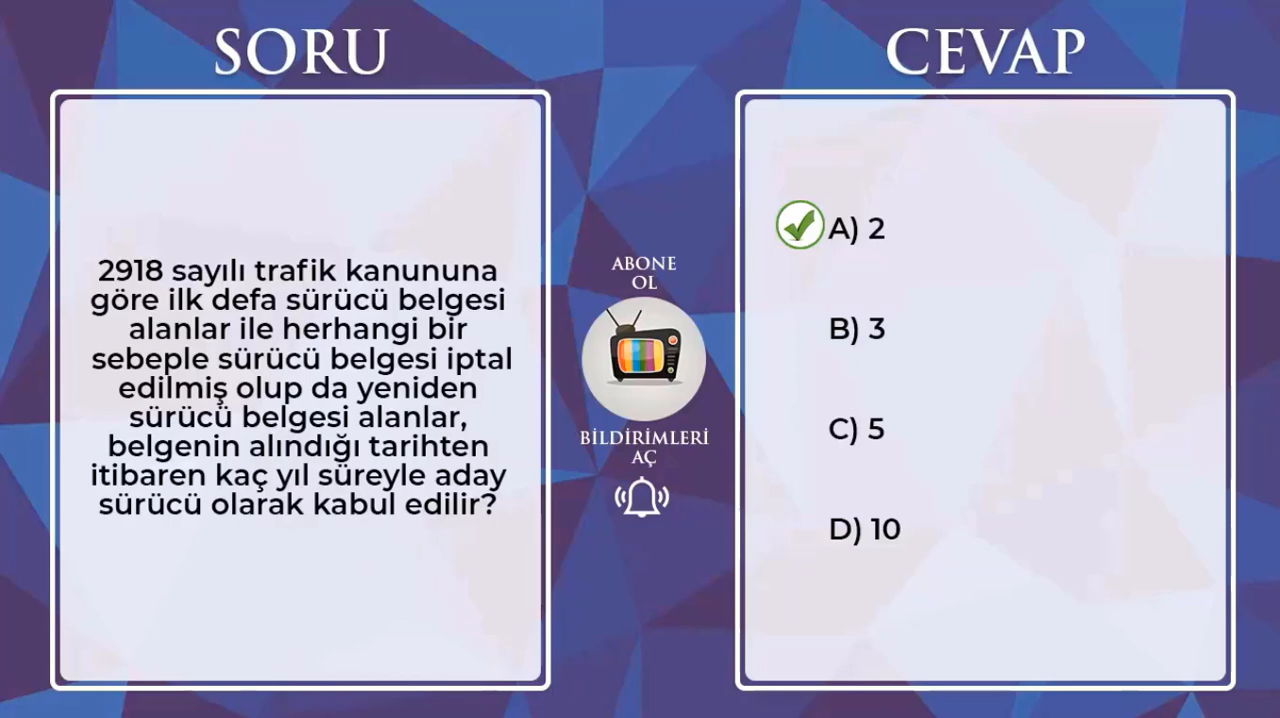 SORU
2918 sayılı trafik kanununa
göre ilk defa sürücü belgesi
alanlar ile herhangi bir
sebeple sürücü belgesi iptal
edilmiş olup da yeniden
sürücü belgesi alanlar,
belgenin alındığı tarihten
itibaren kaç yıl süreyle aday
sürücü olarak kabul edilir?
ABONE
OL
BİLDİRİMLERİ
AÇ
CEVAP
A) 2
B) 3
C) 5
D) 10